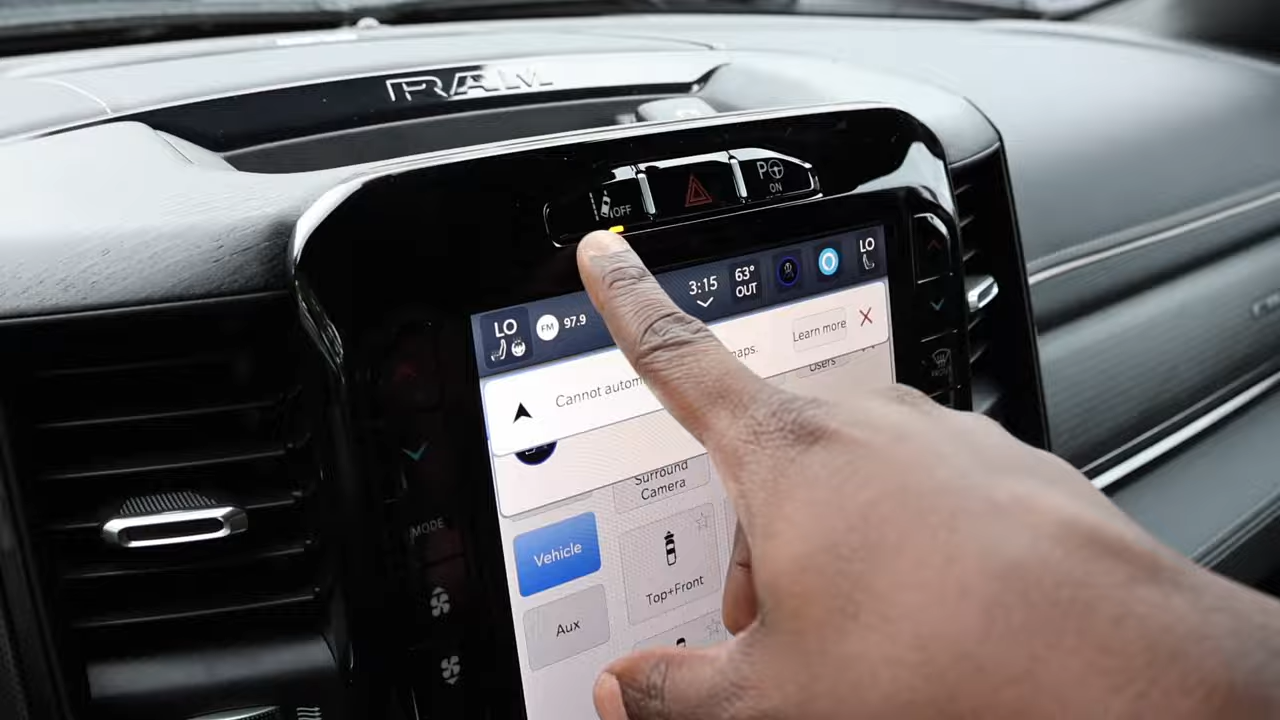 RAM
OFF
P ON
LO
FM 97.9
3:15
63°
OUT
LO
Cannot autom
maps.
Learn more
Users
Surround
Camera
Vehicle
Top+Front
Aux
MODE
FRONT